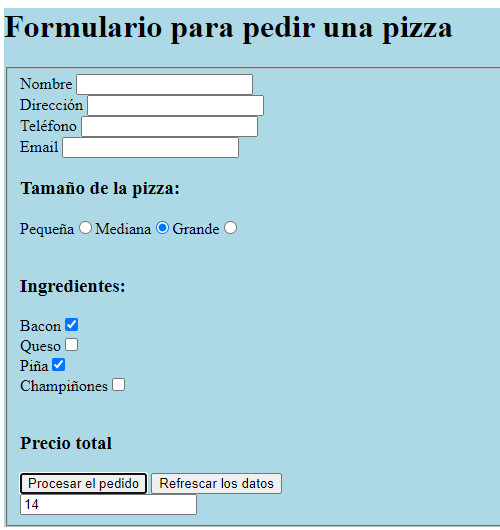 Formulario para pedir una pizza
Nombre
Dirección
Teléfono
Email
Tamaño de la pizza:
Pequeña Mediana Grande
Ingredientes:
Bacon
Queso
Piña
Champiñones
Precio total
Procesar el pedido Refrescar los datos
14